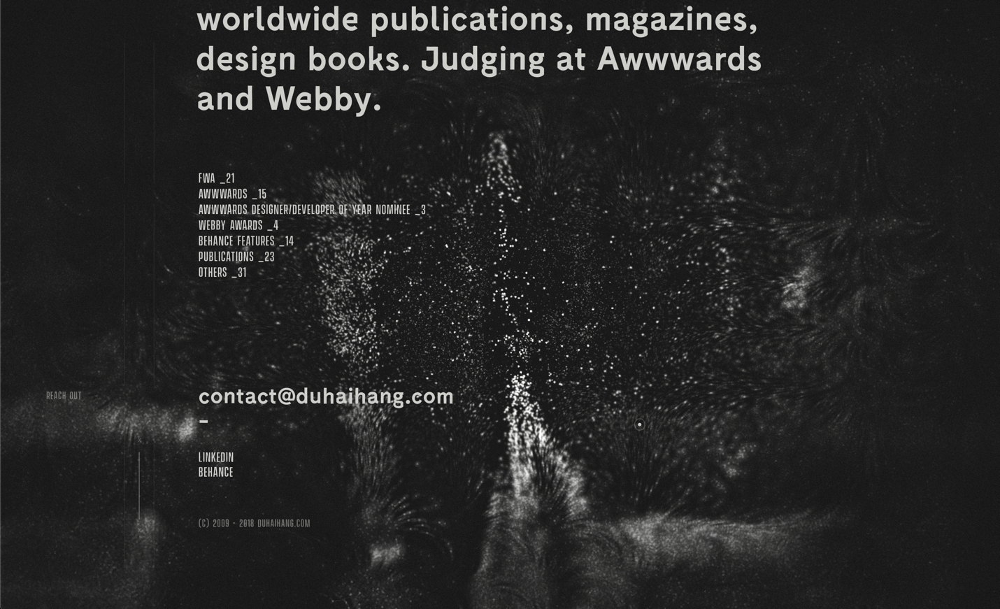 worldwide publications, magazines,
design books. Judging at Awwwards
and Webby.
FWA _21
AWWWARDS _15
AWWWARDS DESIGNER/DEVELOPER OF YEAR NOMINEE _3
WEBBY AWARDS _4
BEHANCE FEATURES _14
PUBLICATIONS _23
OTHERS _31
REACH OUT
contact@duhaihang.com
–
LINKEDIN
BEHANCE
(C) 2009 - 2018 DUHAIHANG.COM